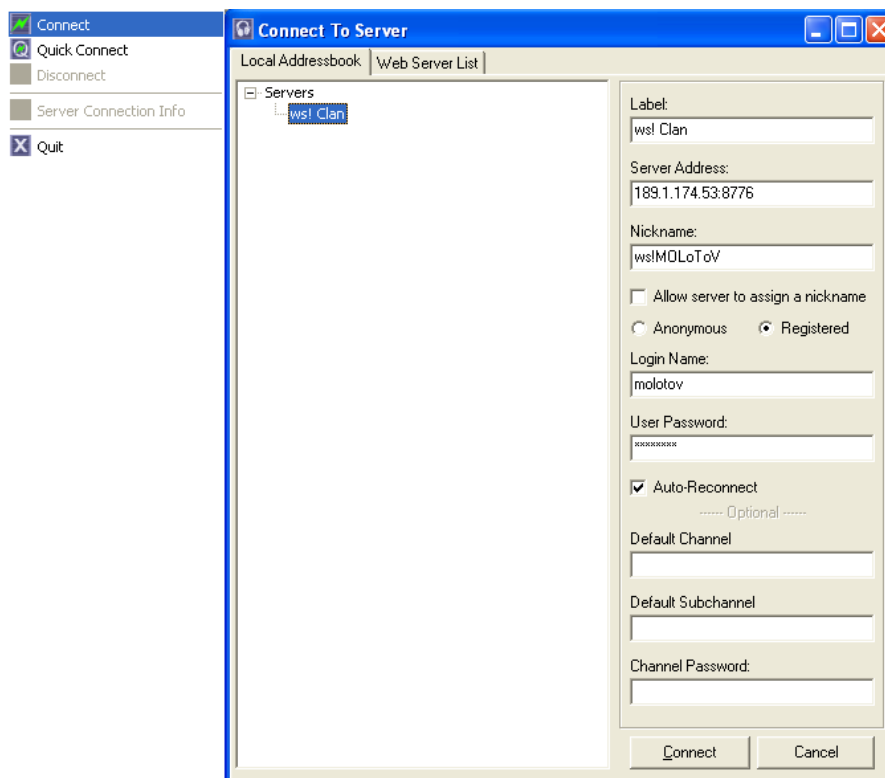 Connect
Quick Connect
Disconnect
Server Connection Info
Quit
Connect To Server
Local Addressbook
Web Server List
Servers
ws! Clan
Label:
ws! Clan
Server Address:
189.1.174.53:8776
Nickname:
ws!MOLoToV
Allow server to assign a nickname
Anonymous Registered
Login Name:
molotov
User Password:
********
Auto-Reconnect
------ Optional ------
Default Channel
Default Subchannel
Channel Password:
Connect Cancel